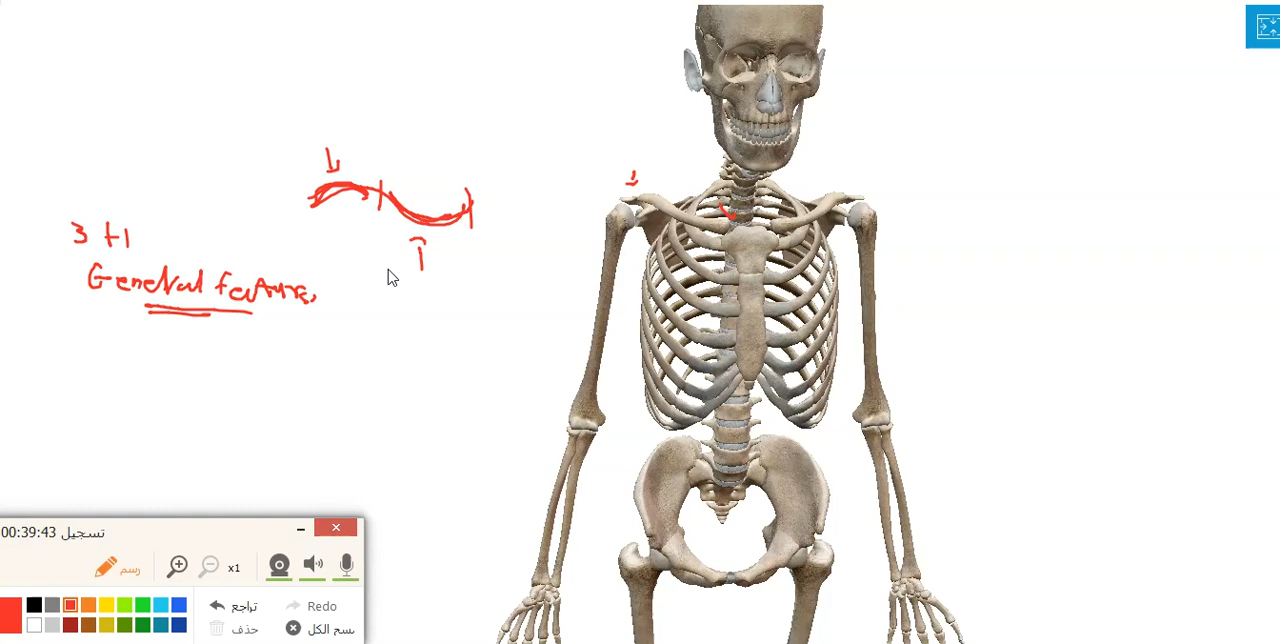 3 +1
General features
00:39:43 تسجيل
x1
رسم
تراجع Redo
حذف مسح الكل